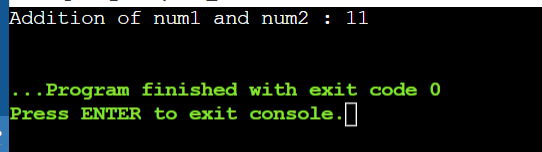 Addition of num1 and num2 : 11
...Program finished with exit code 0
Press ENTER to exit console.